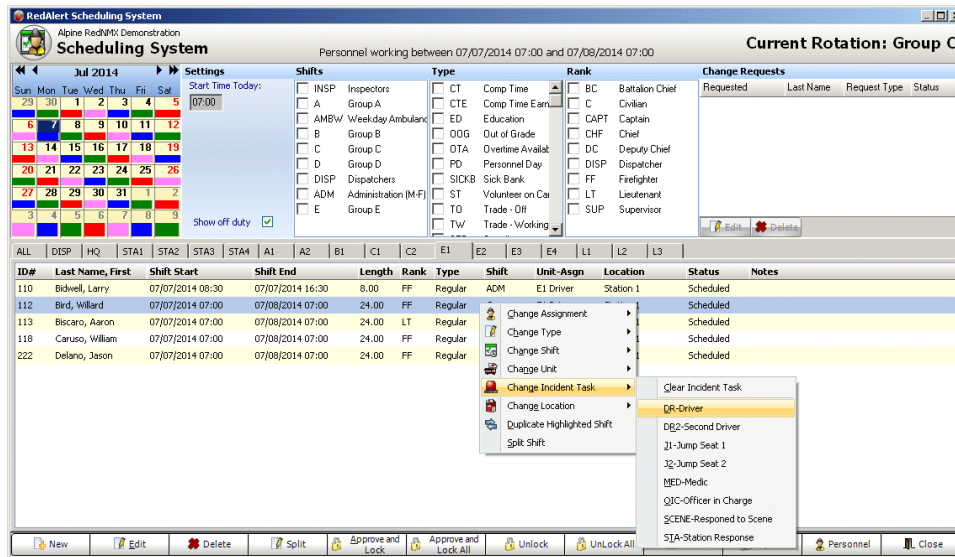 RedAlert Scheduling System
Alpine RedNMX Demonstration
Scheduling System
Personnel working between 07/07/2014 07:00 and 07/08/2014 07:00
Current Rotation: Group C
Jul 2014
Sun Mon Tue Wed Thu Fri Sat
29 30 1 2 3 4 5
6 7 8 9 10 11 12
13 14 15 16 17 18 19
20 21 22 23 24 25 26
27 28 29 30 31 1 2
3 4 5 6 7 8 9
Settings
Start Time Today:
07:00
Show off duty
Shifts
INSP Inspectors
A Group A
AMBW Weekday Ambulanc
B Group B
C Group C
D Group D
DISP Dispatchers
ADM Administration (M-F)
E Group E
Type
CT Comp Time
CTE Comp Time Earn
ED Education
OOG Out of Grade
OTA Overtime Availab
PD Personnel Day
SICKB Sick Bank
ST Volunteer on Cal
TO Trade - Off
TW Trade - Working
Rank
BC Battalion Chief
C Civilian
CAPT Captain
CHF Chief
DC Deputy Chief
DISP Dispatcher
FF Firefighter
LT Lieutenant
SUP Supervisor
Change Requests
Requested Last Name Request Type Status
Edit Delete
ALL DISP HQ STA1 STA2 STA3 STA4 A1 A2 B1 C1 C2 E1 E2 E3 E4 L1 L2 L3
ID# Last Name, First Shift Start Shift End Length Rank Type Shift Unit-Asgn Location Status Notes
110 Bidwell, Larry 07/07/2014 08:30 07/07/2014 16:30 8.00 FF Regular ADM E1 Driver Station 1 Scheduled
112 Bird, Willard 07/07/2014 07:00 07/08/2014 07:00 24.00 FF Regular Scheduled
113 Biscaro, Aaron 07/07/2014 07:00 07/08/2014 07:00 24.00 LT Regular 1 Scheduled
118 Caruso, William 07/07/2014 07:00 07/08/2014 07:00 24.00 FF Regular 1 Scheduled
222 Delano, Jason 07/07/2014 07:00 07/08/2014 07:00 24.00 FF Regular 1 Scheduled
Change Assignment
Change Type
Change Shift
Change Unit
Change Incident Task
Change Location
Duplicate Highlighted Shift
Split Shift
Clear Incident Task
DR-Driver
DR2-Second Driver
J1-Jump Seat 1
J2-Jump Seat 2
MED-Medic
OIC-Officer in Charge
SCENE-Responed to Scene
STA-Station Response
New Edit Delete Split Approve and Lock Approve and Lock All Unlock UnLock All Personnel Close